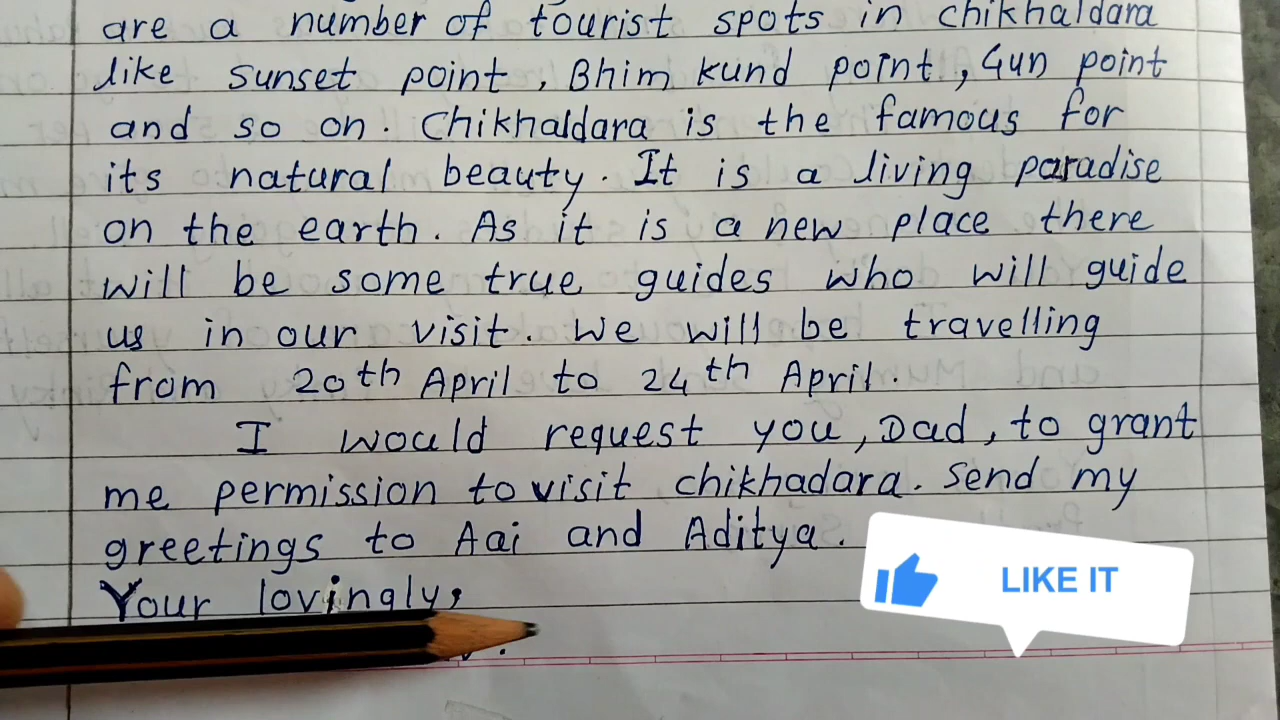 are a number of tourist spots in chikhaldara
like sunset point, Bhim kund point, Gun point
and so on. Chikhaldara is the famous for
its natural beauty. It is a living paradise
on the earth. As it is a new place there
will be some true guides who will guide
us in our visit. We will be travelling
from 20th April to 24th April.
I would request you, Dad, to grant
me permission to visit chikhadara. Send my
greetings to Aai and Aditya.
Your lovingly,
LIKE IT